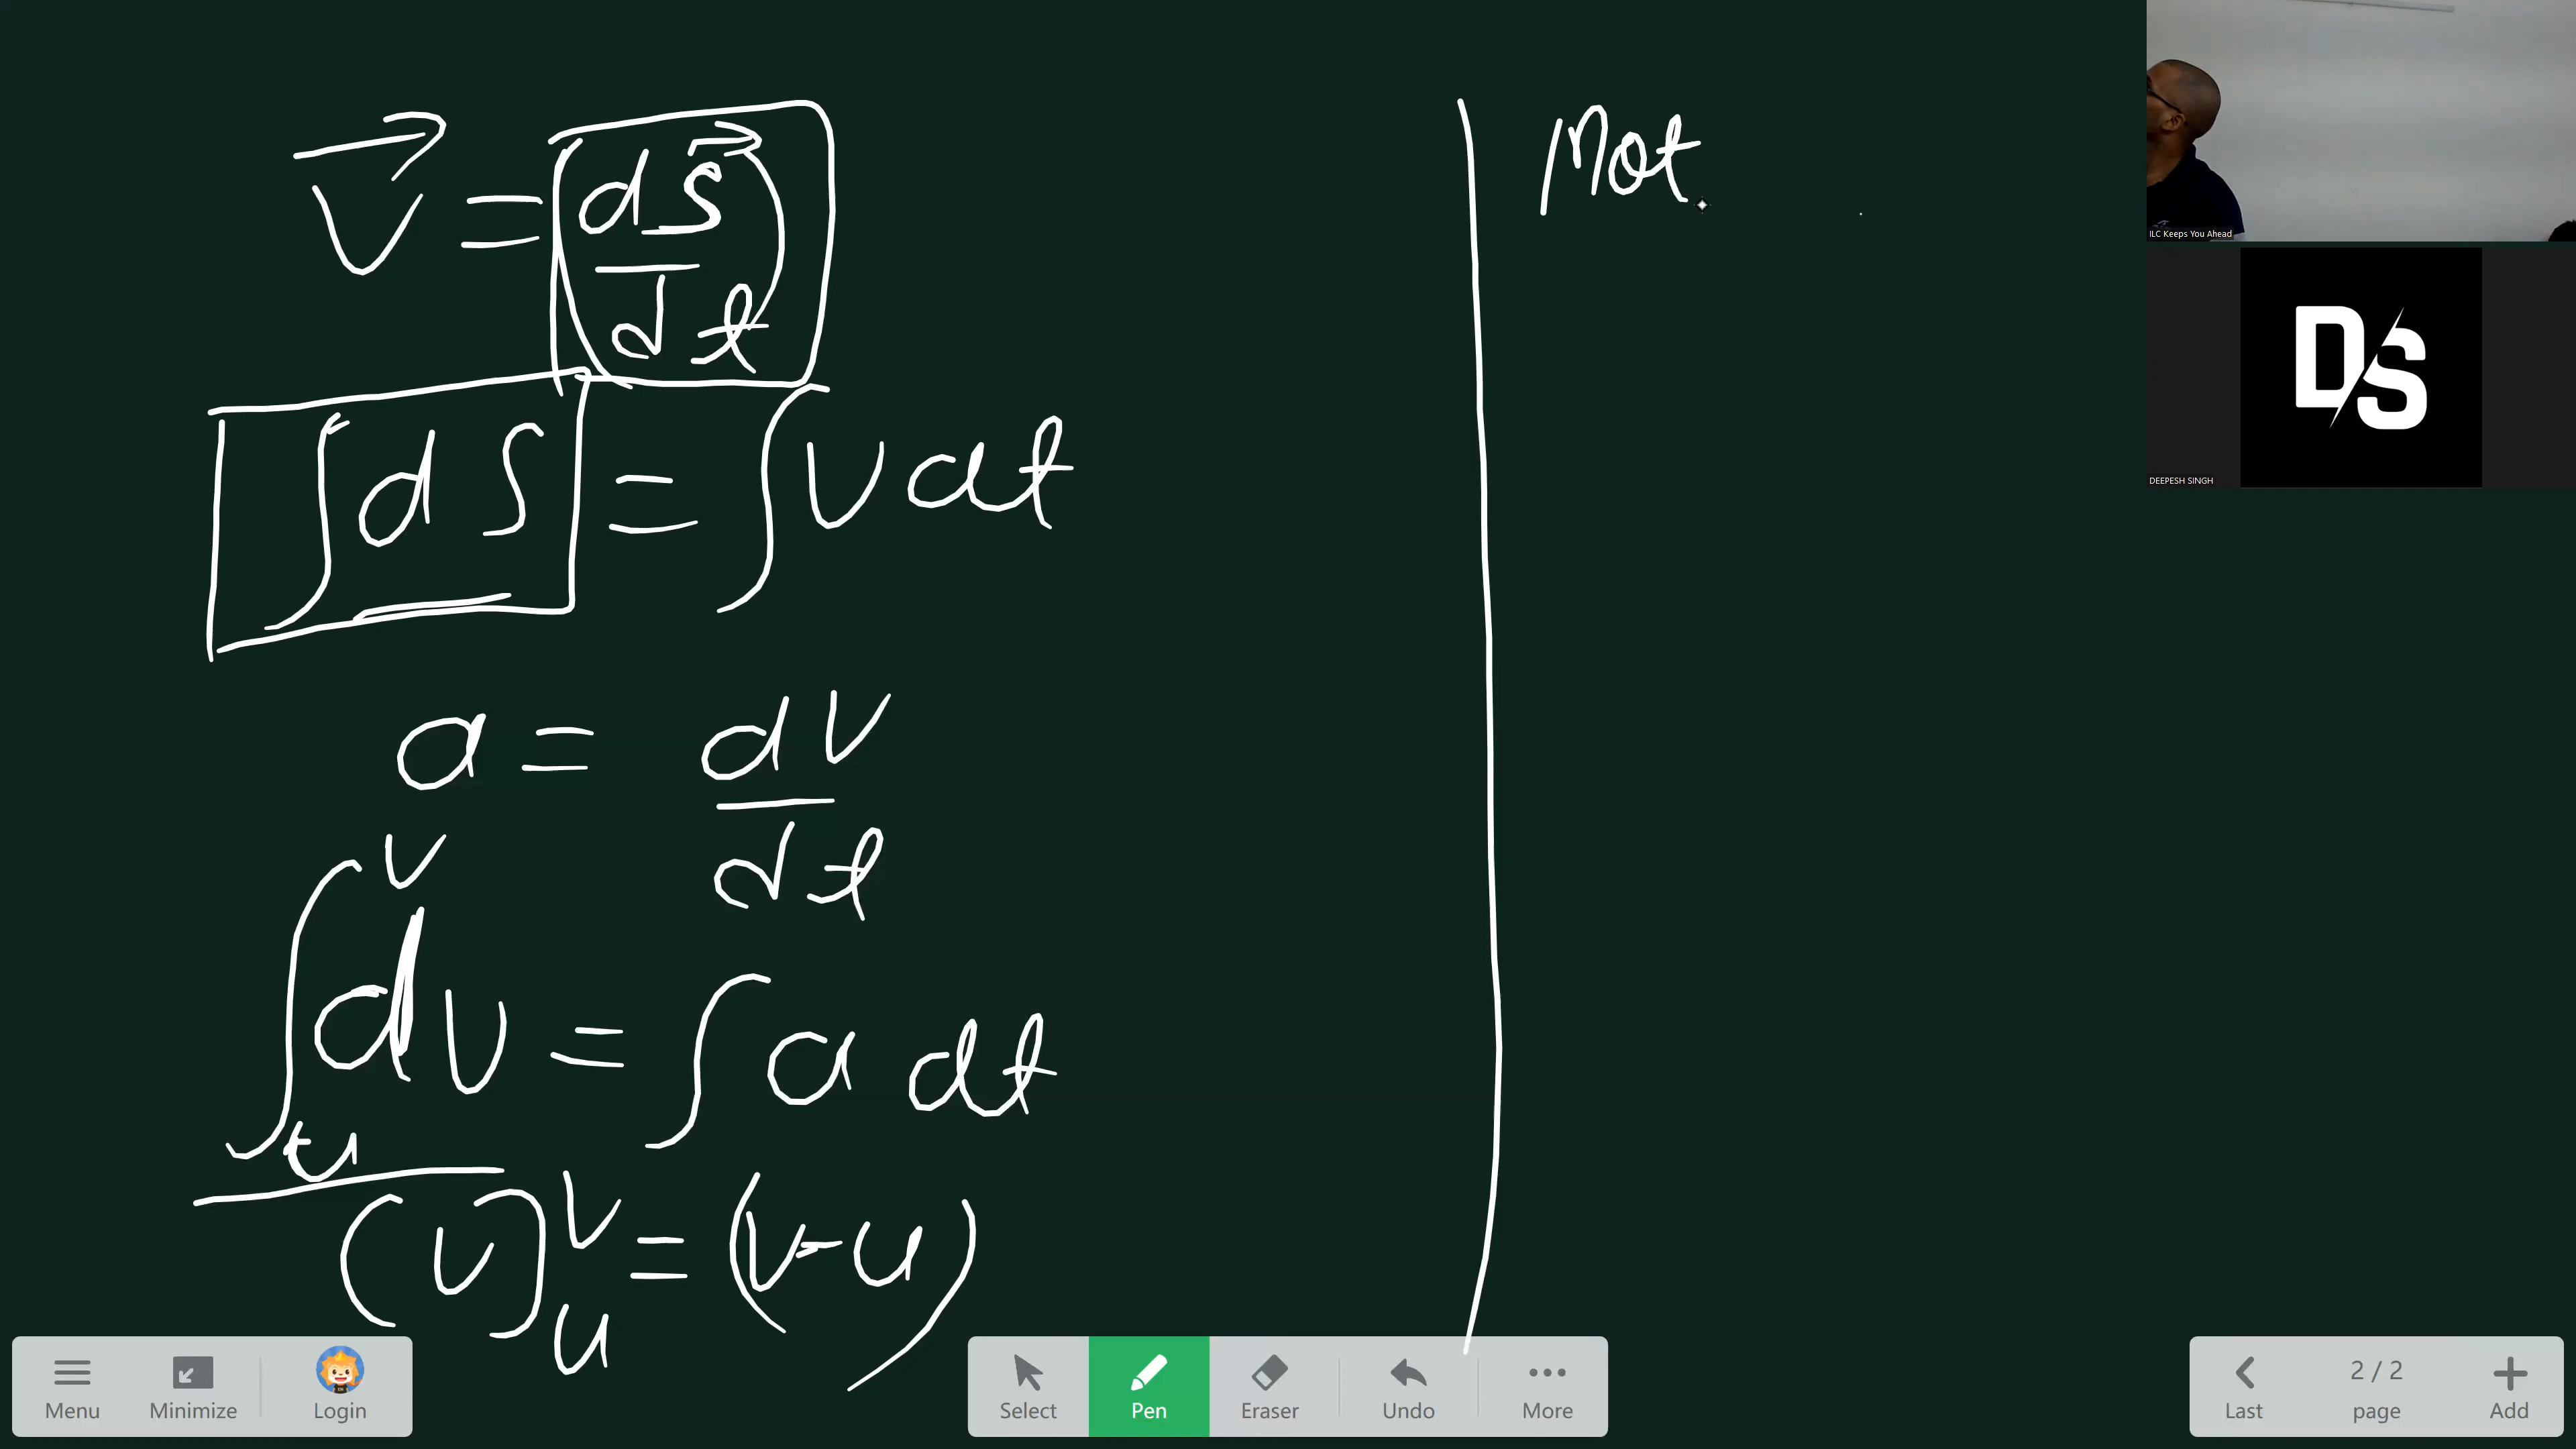 v⃗ = (ds⃗/dt)
∫ds = ∫v dt
a = dv/dt
∫ᵤᵛ dv = ∫a dt
(v)ᵤᵛ = (v-u)
Mot
ILC Keeps You Ahead
DS
DEEPESH SINGH
Menu Minimize Login
Select Pen Eraser Undo More
2 / 2
Last page Add